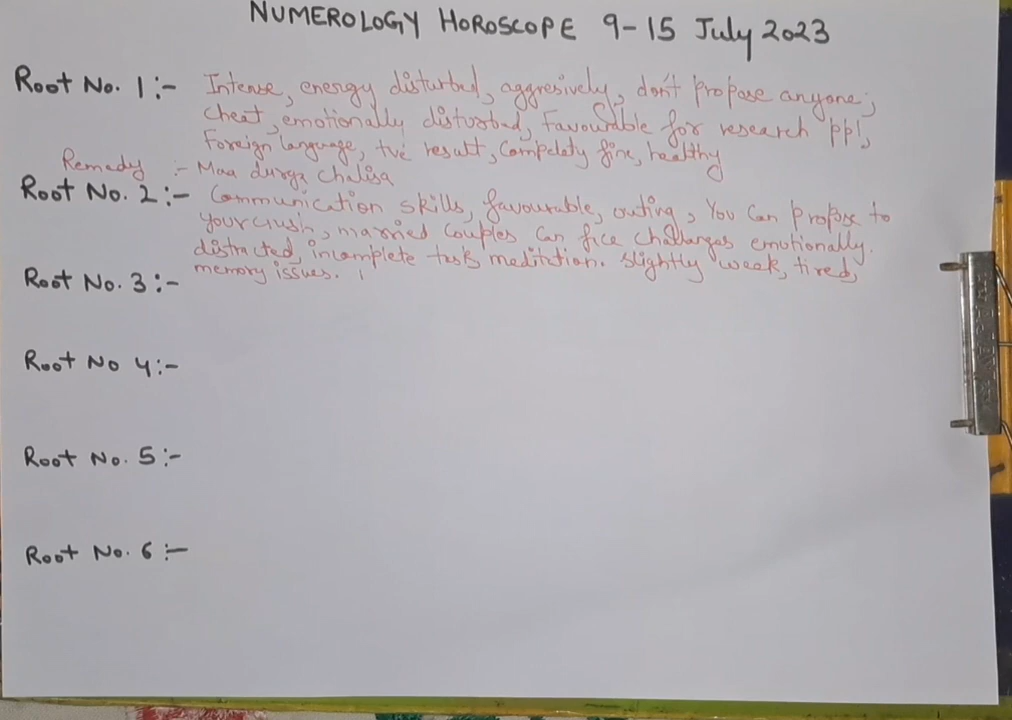 NUMEROLOGY HOROSCOPE 9-15 July 2023
Root No. 1:- Intense, energy disturbed, aggresively, don't propose anyone,
cheat, emotionally disturbed, Favourable for research ppl,
Foreign language, +ve result, Completely fine, healthy
Remedy :- Maa durga chalisa
Root No. 2:- Communication skills, favourable, outing, You can propose to
your crush, married couples can face challanges emotionally.
distracted, incomplete task, meditation. slightly weak, tired,
memory issues.
Root No. 3:-
Root No 4:-
Root No. 5:-
Root No. 6:-